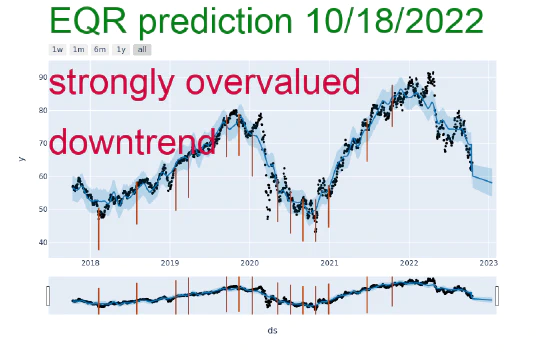 EQR prediction 10/18/2022
1w 1m 6m 1y all
strongly overvalued
downtrend
90
80
70
60
50
40
y
2018 2019 2020 2021 2022 2023
ds